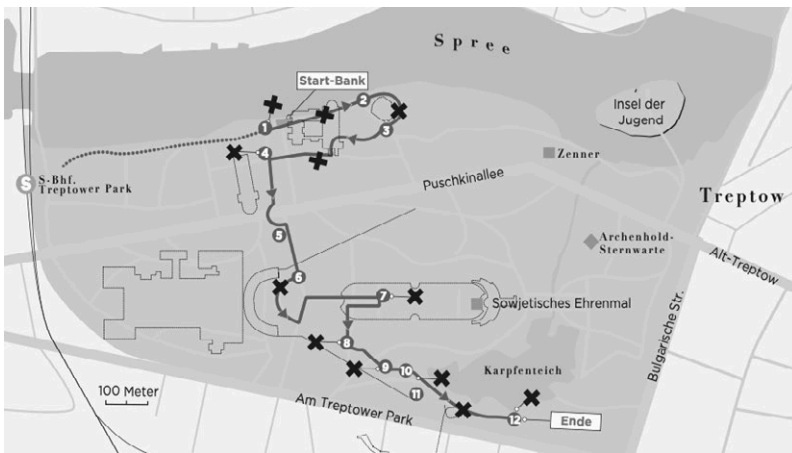 Spree
Start-Bank
2
1
3
Insel der
Jugend
4
Zenner
S
S-Bhf.
Treptower Park
Puschkinallee
Treptow
5
Archenhold-
Sternwarte
Alt-Treptow
6
7
Sowjetisches Ehrenmal
Bulgarische Str.
8
9
10
Karpfenteich
11
100 Meter
Am Treptower Park
12
Ende